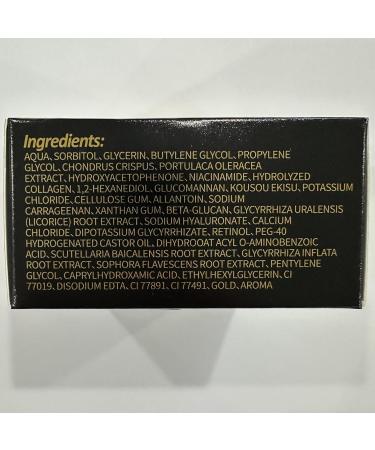 Ingredients:
AQUA、SORBITOL、GLYCERIN、BUTYLENE GLYCOL、PROPYLENE
GLYCOL、CHONDRUS CRISPUS、PORTULACA OLERACEA
EXTRACT、HYDROXYACETOPHENONE、NIACINAMIDE、HYDROLYZED
COLLAGEN、1,2-HEXANEDIOL、GLUCOMANNAN、KOUSOU EKISU、POTASSIUM
CHLORIDE、CELLULOSE GUM、ALLANTOIN、SODIUM
CARRAGEENAN、XANTHAN GUM、BETA-GLUCAN、GLYCYRRHIZA URALENSIS
(LICORICE) ROOT EXTRACT、SODIUM HYALURONATE、CALCIUM
CHLORIDE、DIPOTASSIUM GLYCYRRHIZATE、RETINOL、PEG-40
HYDROGENATED CASTOR OIL、DIHYDROOAT ACYL O-AMINOBENZOIC
ACID、SCUTELLARIA BAICALENSIS ROOT EXTRACT、GLYCYRRHIZA INFLATA
ROOT EXTRACT、SOPHORA FLAVESCENS ROOT EXTRACT、PENTYLENE
GLYCOL、CAPRYLHYDROXAMIC ACID、ETHYLHEXYLGLYCERIN、CI
77019、DISODIUM EDTA、CI 77891、CI 77491、GOLD、AROMA